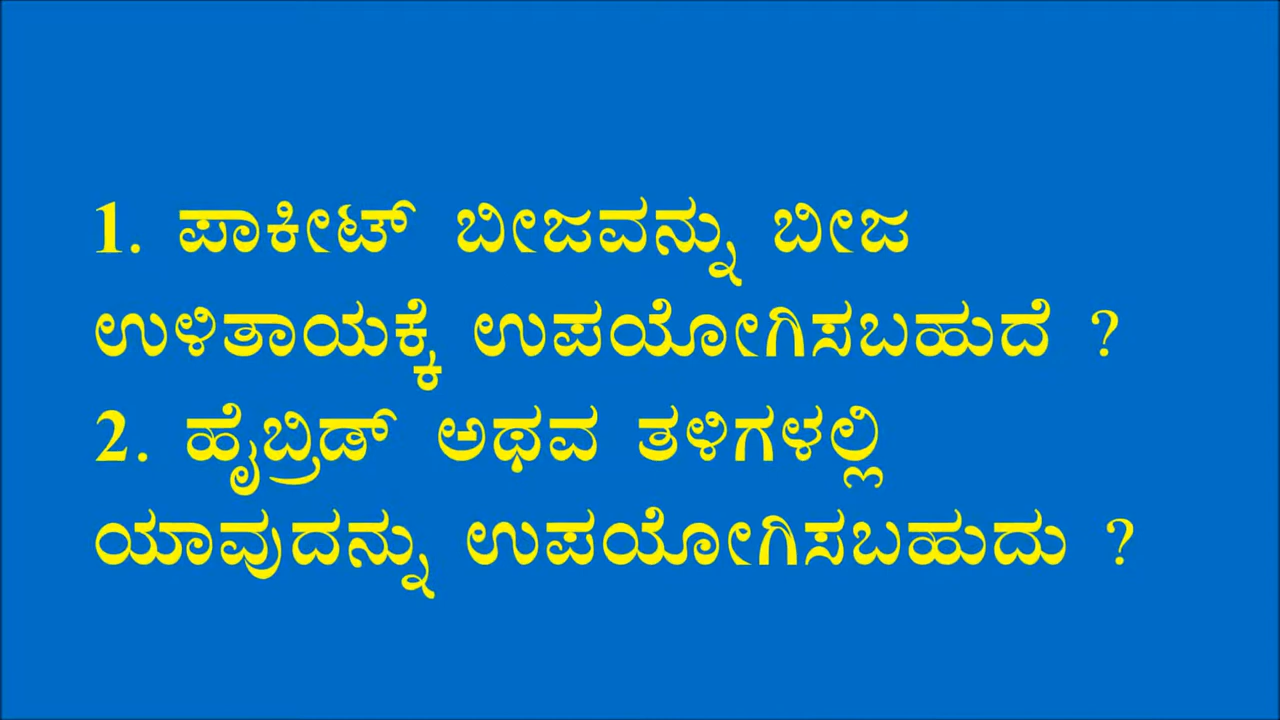 1. ಪಾಕೀಟ್ ಬೀಜವನ್ನು ಬೀಜ
ಉಳಿತಾಯಕ್ಕೆ ಉಪಯೋಗಿಸಬಹುದೆ ?
2. ಹೈಬ್ರಿಡ್ ಅಥವ ತಳಿಗಳಲ್ಲಿ
ಯಾವುದನ್ನು ಉಪಯೋಗಿಸಬಹುದು ?